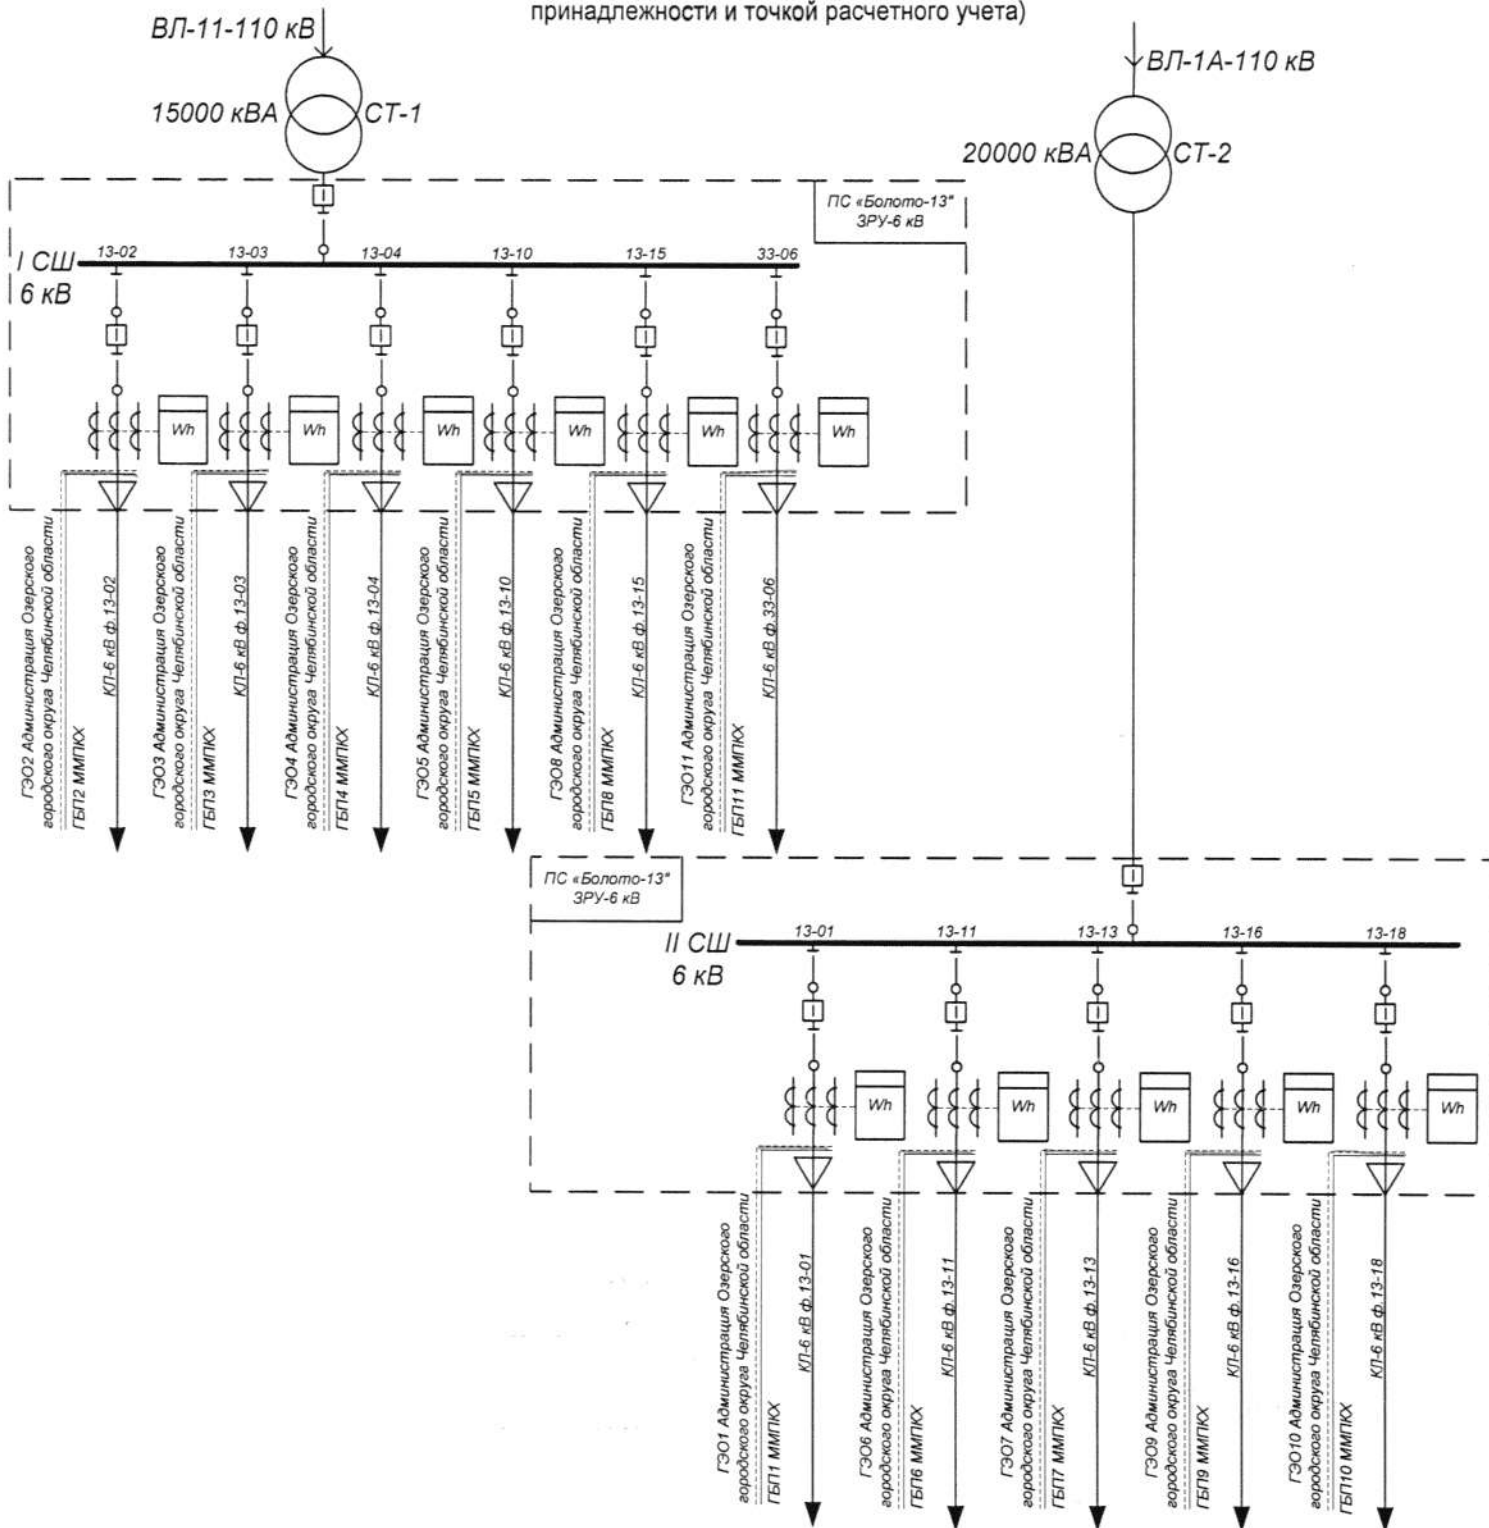 принадлежности и точкой расчетного учета)
ВЛ-11-110 кВ
15000 кВА
СТ-1
ВЛ-1А-110 кВ
20000 кВА
СТ-2
ПС «Болото-13"
ЗРУ-6 кВ
I СШ
6 кВ
13-02
13-03
13-04
13-10
13-15
33-06
Wh
Wh
Wh
Wh
Wh
Wh
ГЭО2 Администрация Озерского
городского округа Челябинской области
ГБП2 ММПКХ
КЛ-6 кВ ф.13-02
ГЭО3 Администрация Озерского
городского округа Челябинской области
ГБП3 ММПКХ
КЛ-6 кВ ф.13-03
ГЭО4 Администрация Озерского
городского округа Челябинской области
ГБП4 ММПКХ
КЛ-6 кВ ф.13-04
ГЭО5 Администрация Озерского
городского округа Челябинской области
ГБП5 ММПКХ
КЛ-6 кВ ф.13-10
ГЭО8 Администрация Озерского
городского округа Челябинской области
ГБП8 ММПКХ
КЛ-6 кВ ф.13-15
ГЭО11 Администрация Озерского
городского округа Челябинской области
ГБП11 ММПКХ
КЛ-6 кВ ф.33-06
ПС «Болото-13"
ЗРУ-6 кВ
II СШ
6 кВ
13-01
13-11
13-13
13-16
13-18
Wh
Wh
Wh
Wh
Wh
ГЭО1 Администрация Озерского
городского округа Челябинской области
ГБП1 ММПКХ
КЛ-6 кВ ф.13-01
ГЭО6 Администрация Озерского
городского округа Челябинской области
ГБП6 ММПКХ
КЛ-6 кВ ф.13-11
ГЭО7 Администрация Озерского
городского округа Челябинской области
ГБП7 ММПКХ
КЛ-6 кВ ф.13-13
ГЭО9 Администрация Озерского
городского округа Челябинской области
ГБП9 ММПКХ
КЛ-6 кВ ф.13-16
ГЭО10 Администрация Озерского
городского округа Челябинской области
ГБП10 ММПКХ
КЛ-6 кВ ф.13-18